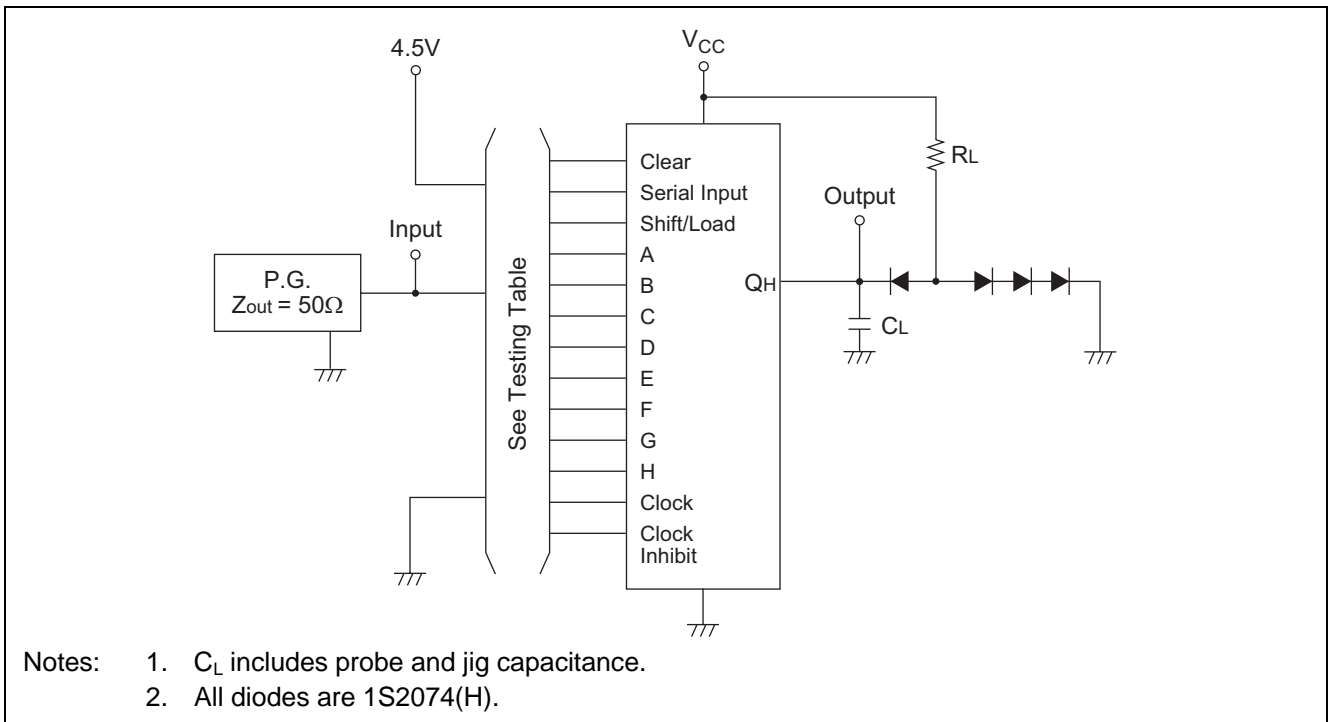 4.5V
VCC
RL
Input
Output
P.G.
Zout = 50Ω
See Testing Table
Clear
Serial Input
Shift/Load
A
B
C
D
E
F
G
H
Clock
Clock
Inhibit
QH
CL
Notes: 1. CL includes probe and jig capacitance.
2. All diodes are 1S2074(H).